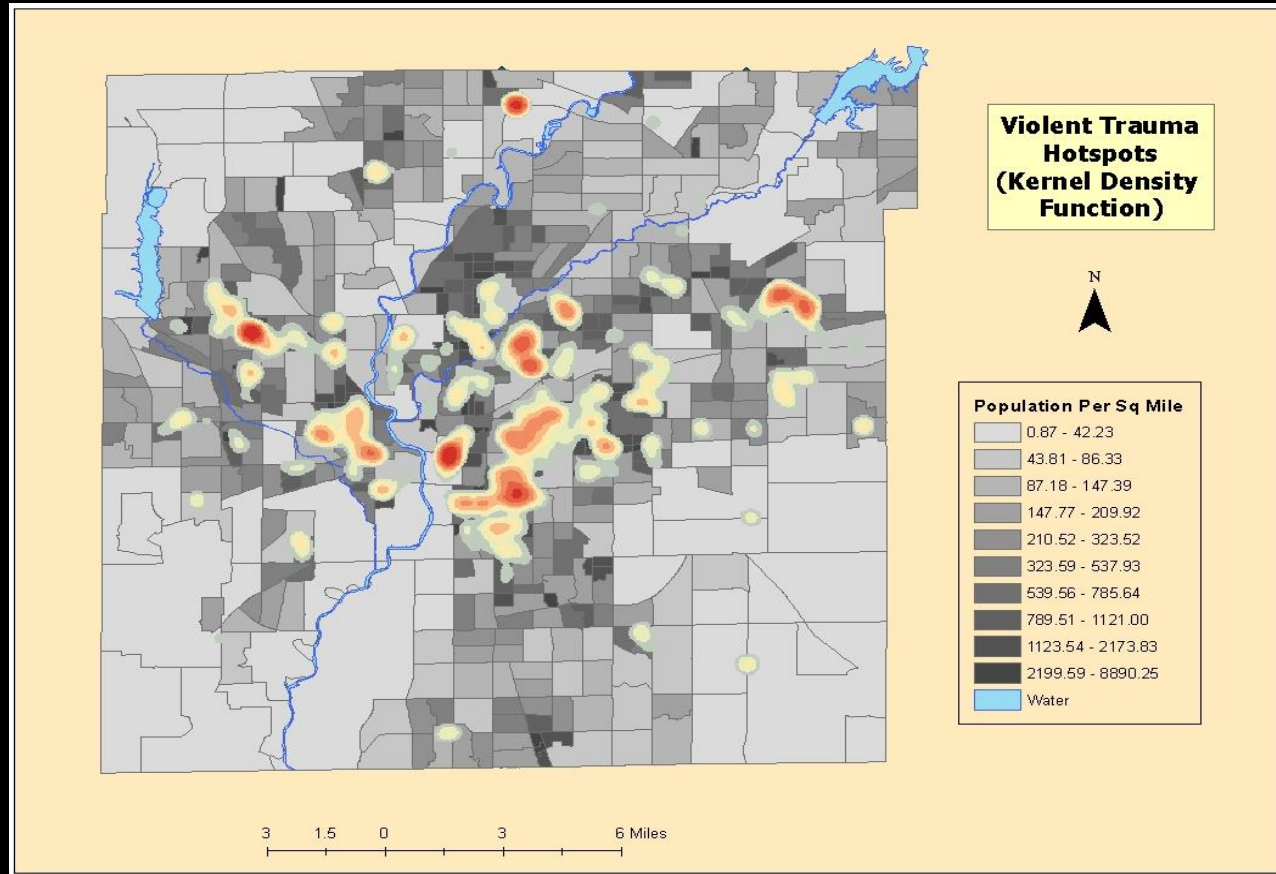 Violent Trauma
Hotspots
(Kernel Density
Function)
N
Population Per Sq Mile
0.87 - 42.23
43.81 - 86.33
87.18 - 147.39
147.77 - 209.92
210.52 - 323.52
323.59 - 537.93
539.56 - 785.64
789.51 - 1121.00
1123.54 - 2173.83
2199.59 - 8890.25
Water
3 1.5 0 3 6 Miles